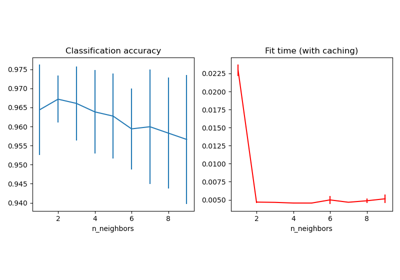 Classification accuracy
0.975
0.970
0.965
0.960
0.955
0.950
0.945
0.940
2 4 6 8
n_neighbors
Fit time (with caching)
0.0225
0.0200
0.0175
0.0150
0.0125
0.0100
0.0075
0.0050
2 4 6 8
n_neighbors